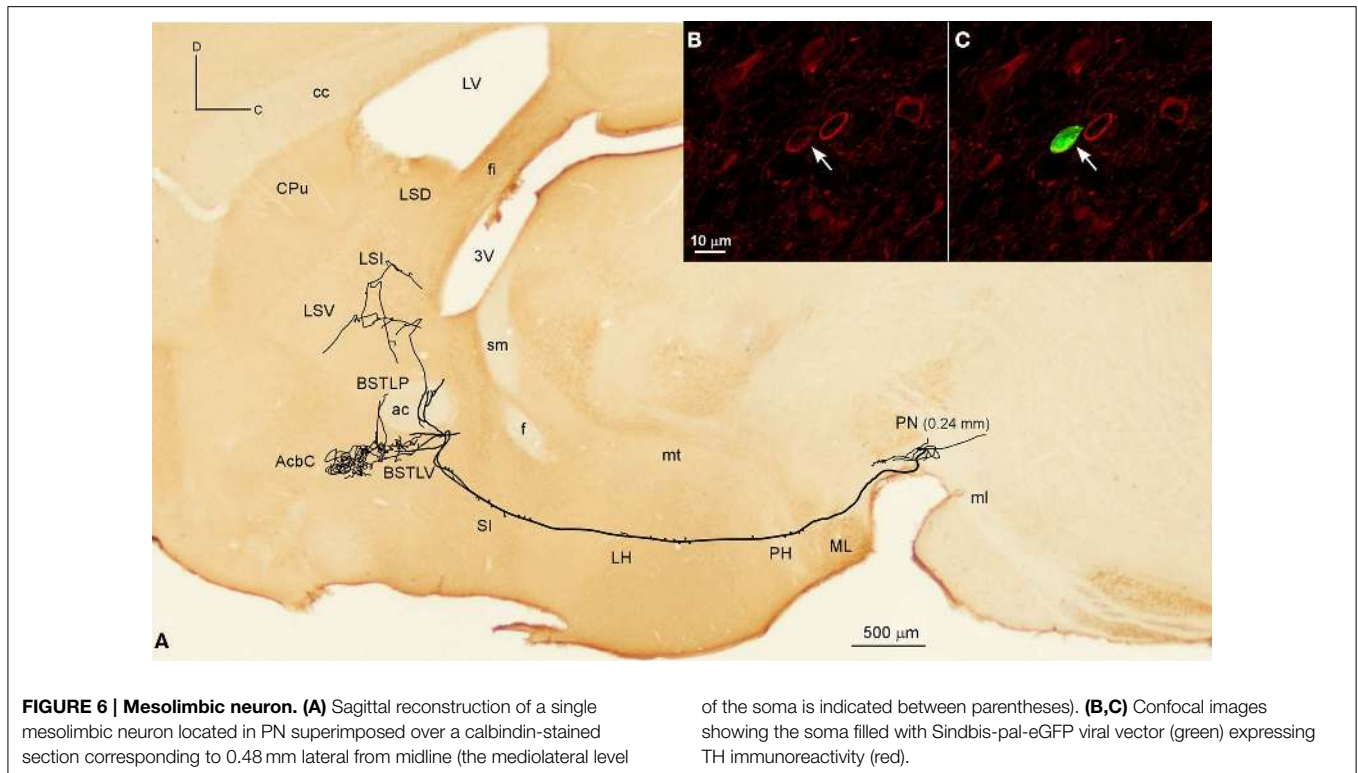 D
C
cc
LV
B
C
CPu
LSD
fi
3V
10 μm
LSI
LSV
sm
BSTLP
ac
f
PN (0.24 mm)
AcbC
BSTLV
mt
ml
SI
LH
PH
ML
A
500 μm
FIGURE 6 | Mesolimbic neuron. (A) Sagittal reconstruction of a single
mesolimbic neuron located in PN superimposed over a calbindin-stained
section corresponding to 0.48 mm lateral from midline (the mediolateral level
of the soma is indicated between parentheses). (B,C) Confocal images
showing the soma filled with Sindbis-pal-eGFP viral vector (green) expressing
TH immunoreactivity (red).